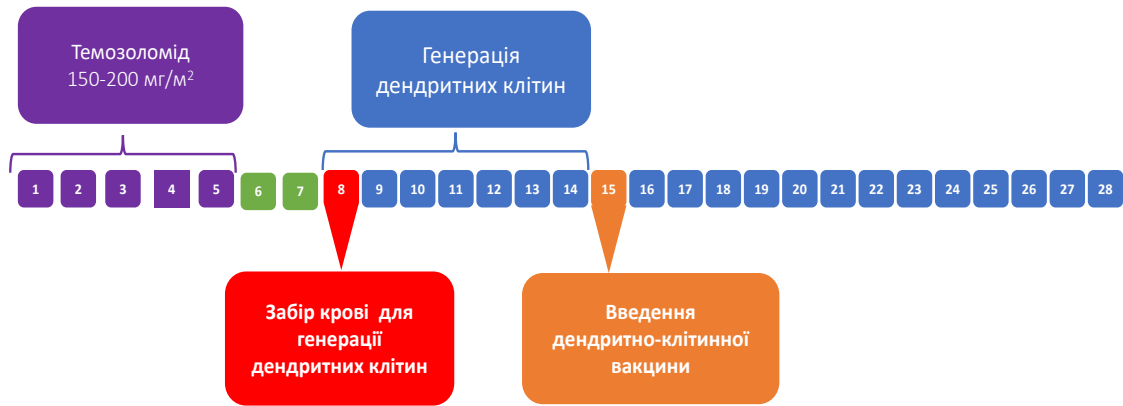 Темозоломід
150-200 мг/м²
Генерація
дендритних клітин
1 2 3 4 5 6 7 8 9 10 11 12 13 14 15 16 17 18 19 20 21 22 23 24 25 26 27 28
Забір крові для
генерації
дендритних клітин
Введення
дендритно-клітинної
вакцини